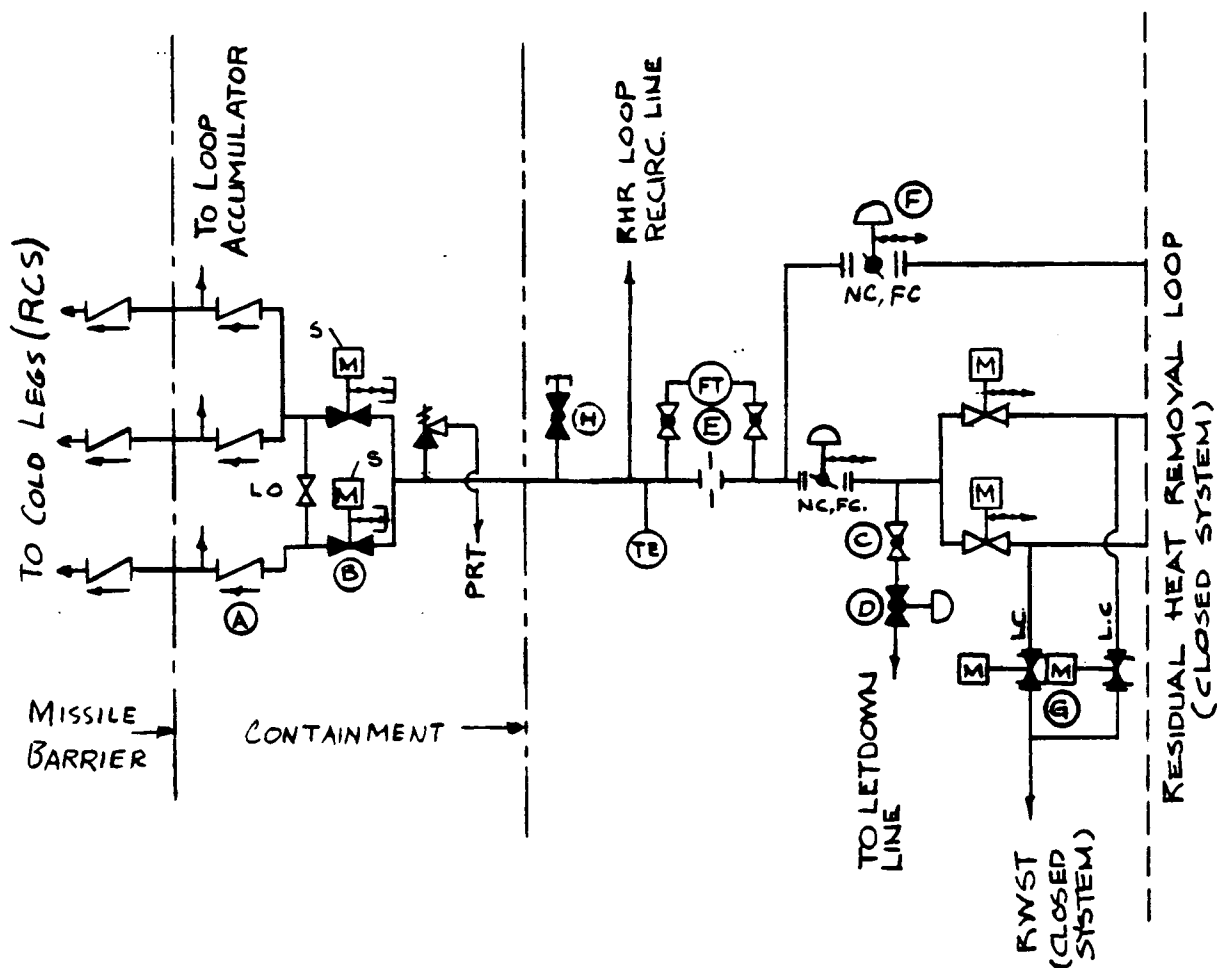 TO COLD LEGS (RCS)
TO LOOP
ACCUMULATOR
RHR LOOP
RECIRC. LINE
F
NC, FC
S
M
S
M
LO
B
A
PRT
H
FT
E
TE
NC, FC.
C
D
M
M
L.C.
L.C
M
M
G
MISSILE
BARRIER
CONTAINMENT
TO LETDOWN
LINE
RWST
(CLOSED
SYSTEM)
RESIDUAL HEAT REMOVAL LOOP
(CLOSED SYSTEM)